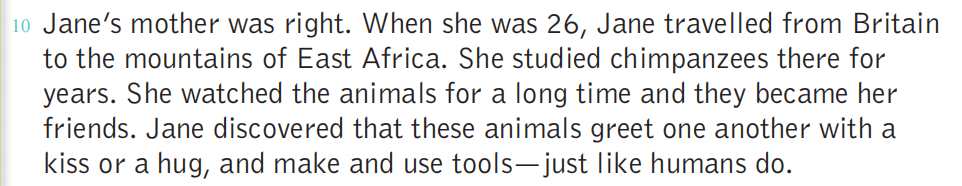 10 Jane's mother was right. When she was 26, Jane travelled from Britain
to the mountains of East Africa. She studied chimpanzees there for
years. She watched the animals for a long time and they became her
friends. Jane discovered that these animals greet one another with a
kiss or a hug, and make and use tools—just like humans do.